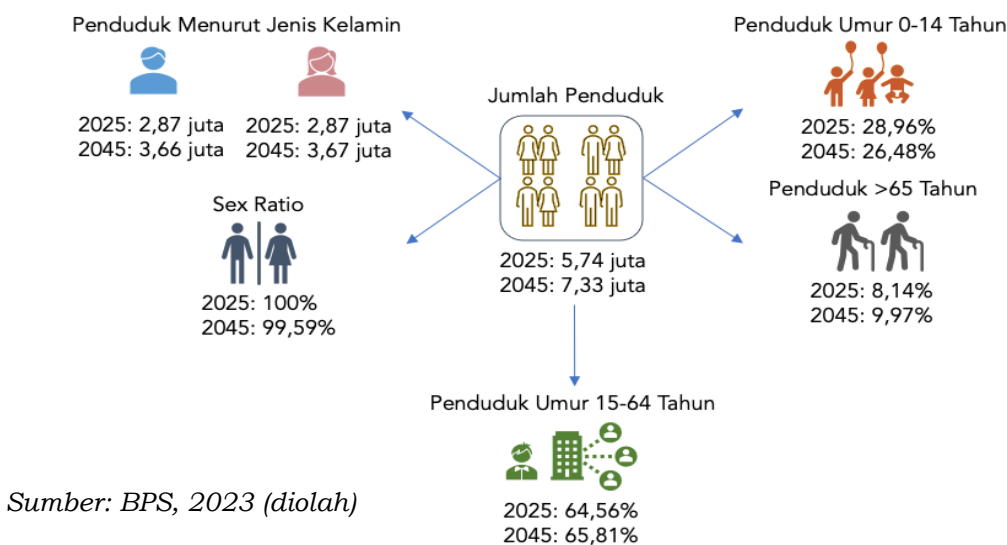 Penduduk Menurut Jenis Kelamin
2025: 2,87 juta
2045: 3,66 juta
2025: 2,87 juta
2045: 3,67 juta
Sex Ratio
2025: 100%
2045: 99,59%
Jumlah Penduduk
2025: 5,74 juta
2045: 7,33 juta
Penduduk Umur 0-14 Tahun
2025: 28,96%
2045: 26,48%
Penduduk >65 Tahun
2025: 8,14%
2045: 9,97%
Penduduk Umur 15-64 Tahun
2025: 64,56%
2045: 65,81%
Sumber: BPS, 2023 (diolah)